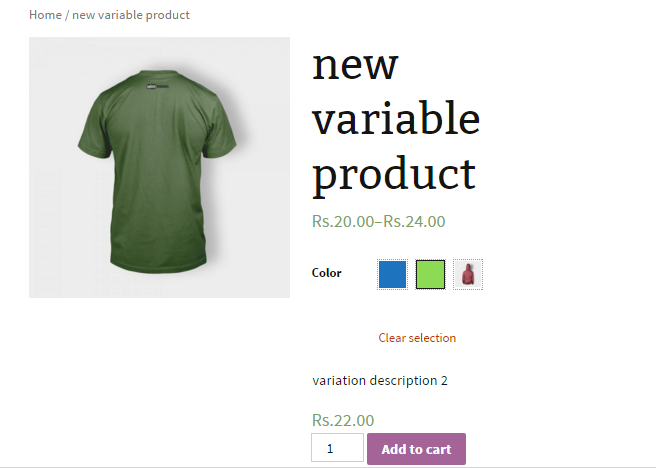 Home / new variable product
new
variable
product
Rs.20.00–Rs.24.00
Color
Clear selection
variation description 2
Rs.22.00
1
Add to cart